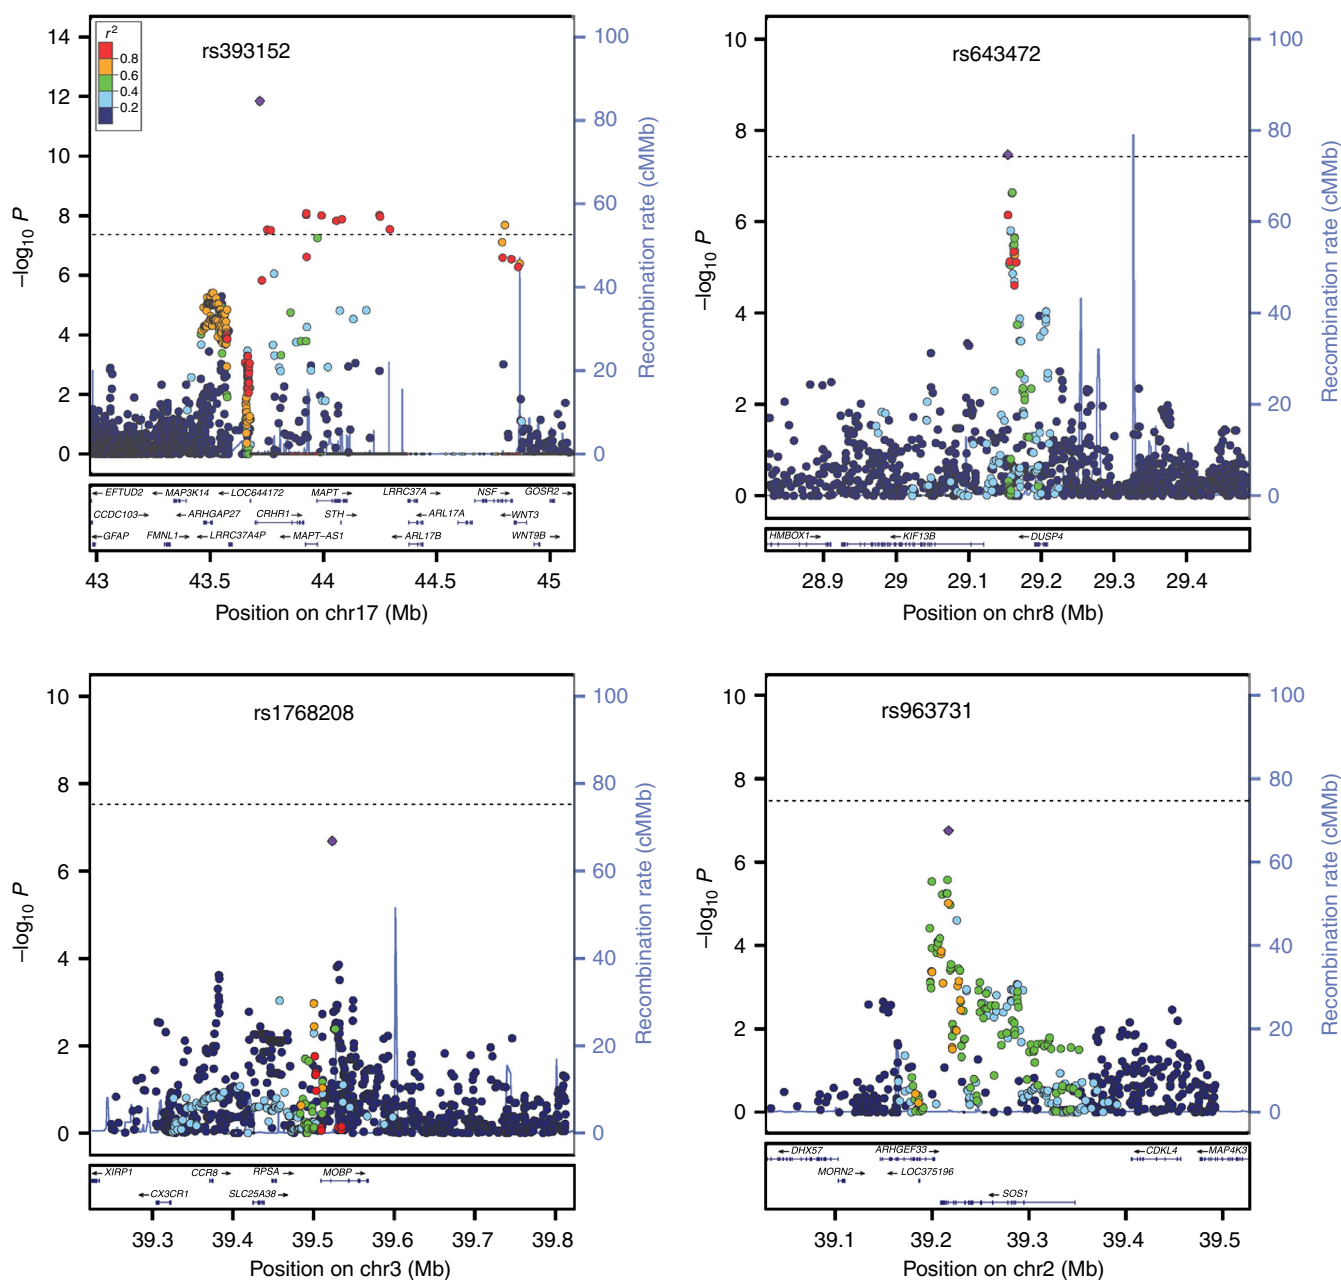 rs393152
r²
0.8
0.6
0.4
0.2
14
12
10
8
6
4
2
0
–log₁₀ P
100
80
60
40
20
0
Recombination rate (cMMb)
←EFTUD2 ←MAP3K14 ←LOC644172 MAPT→ LRRC37A→ NSF→ GOSR2→
CCDC103→ ←ARHGAP27 CRHR1→ STH→ ←ARL17A ←WNT3
←GFAP FMNL1→ ←LRRC37A4P ←MAPT–AS1 ←ARL17B WNT9B→
43 43.5 44 44.5 45
Position on chr17 (Mb)
rs643472
10
8
6
4
2
0
–log₁₀ P
100
80
60
40
20
0
Recombination rate (cMMb)
HMBOX1→ ←KIF13B ←DUSP4
28.9 29 29.1 29.2 29.3 29.4
Position on chr8 (Mb)
rs1768208
10
8
6
4
2
0
–log₁₀ P
100
80
60
40
20
0
Recombination rate (cMMb)
←XIRP1 CCR8→ RPSA→ MOBP→
←CX3CR1 SLC25A38→
39.3 39.4 39.5 39.6 39.7 39.8
Position on chr3 (Mb)
rs963731
10
8
6
4
2
0
–log₁₀ P
100
80
60
40
20
0
Recombination rate (cMMb)
←DHX57 ARHGEF33→ ←CDKL4 ←MAP4K3
MORN2→ ←LOC375196
←SOS1
39.1 39.2 39.3 39.4 39.5
Position on chr2 (Mb)